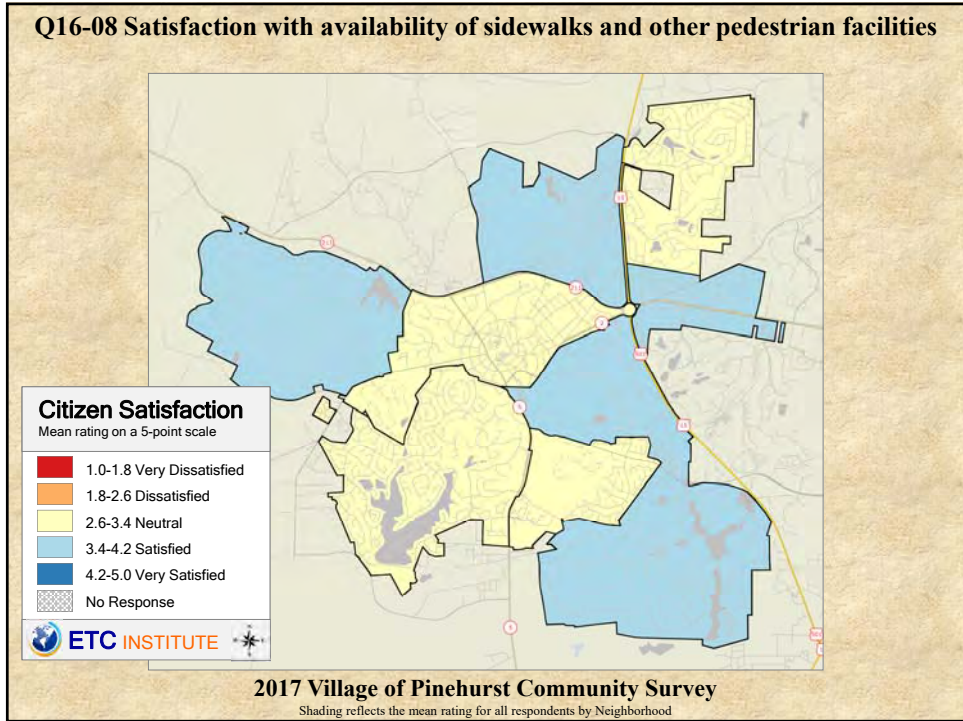 Q16-08 Satisfaction with availability of sidewalks and other pedestrian facilities
Citizen Satisfaction
Mean rating on a 5-point scale
1.0-1.8 Very Dissatisfied
1.8-2.6 Dissatisfied
2.6-3.4 Neutral
3.4-4.2 Satisfied
4.2-5.0 Very Satisfied
No Response
ETC INSTITUTE
2017 Village of Pinehurst Community Survey
Shading reflects the mean rating for all respondents by Neighborhood